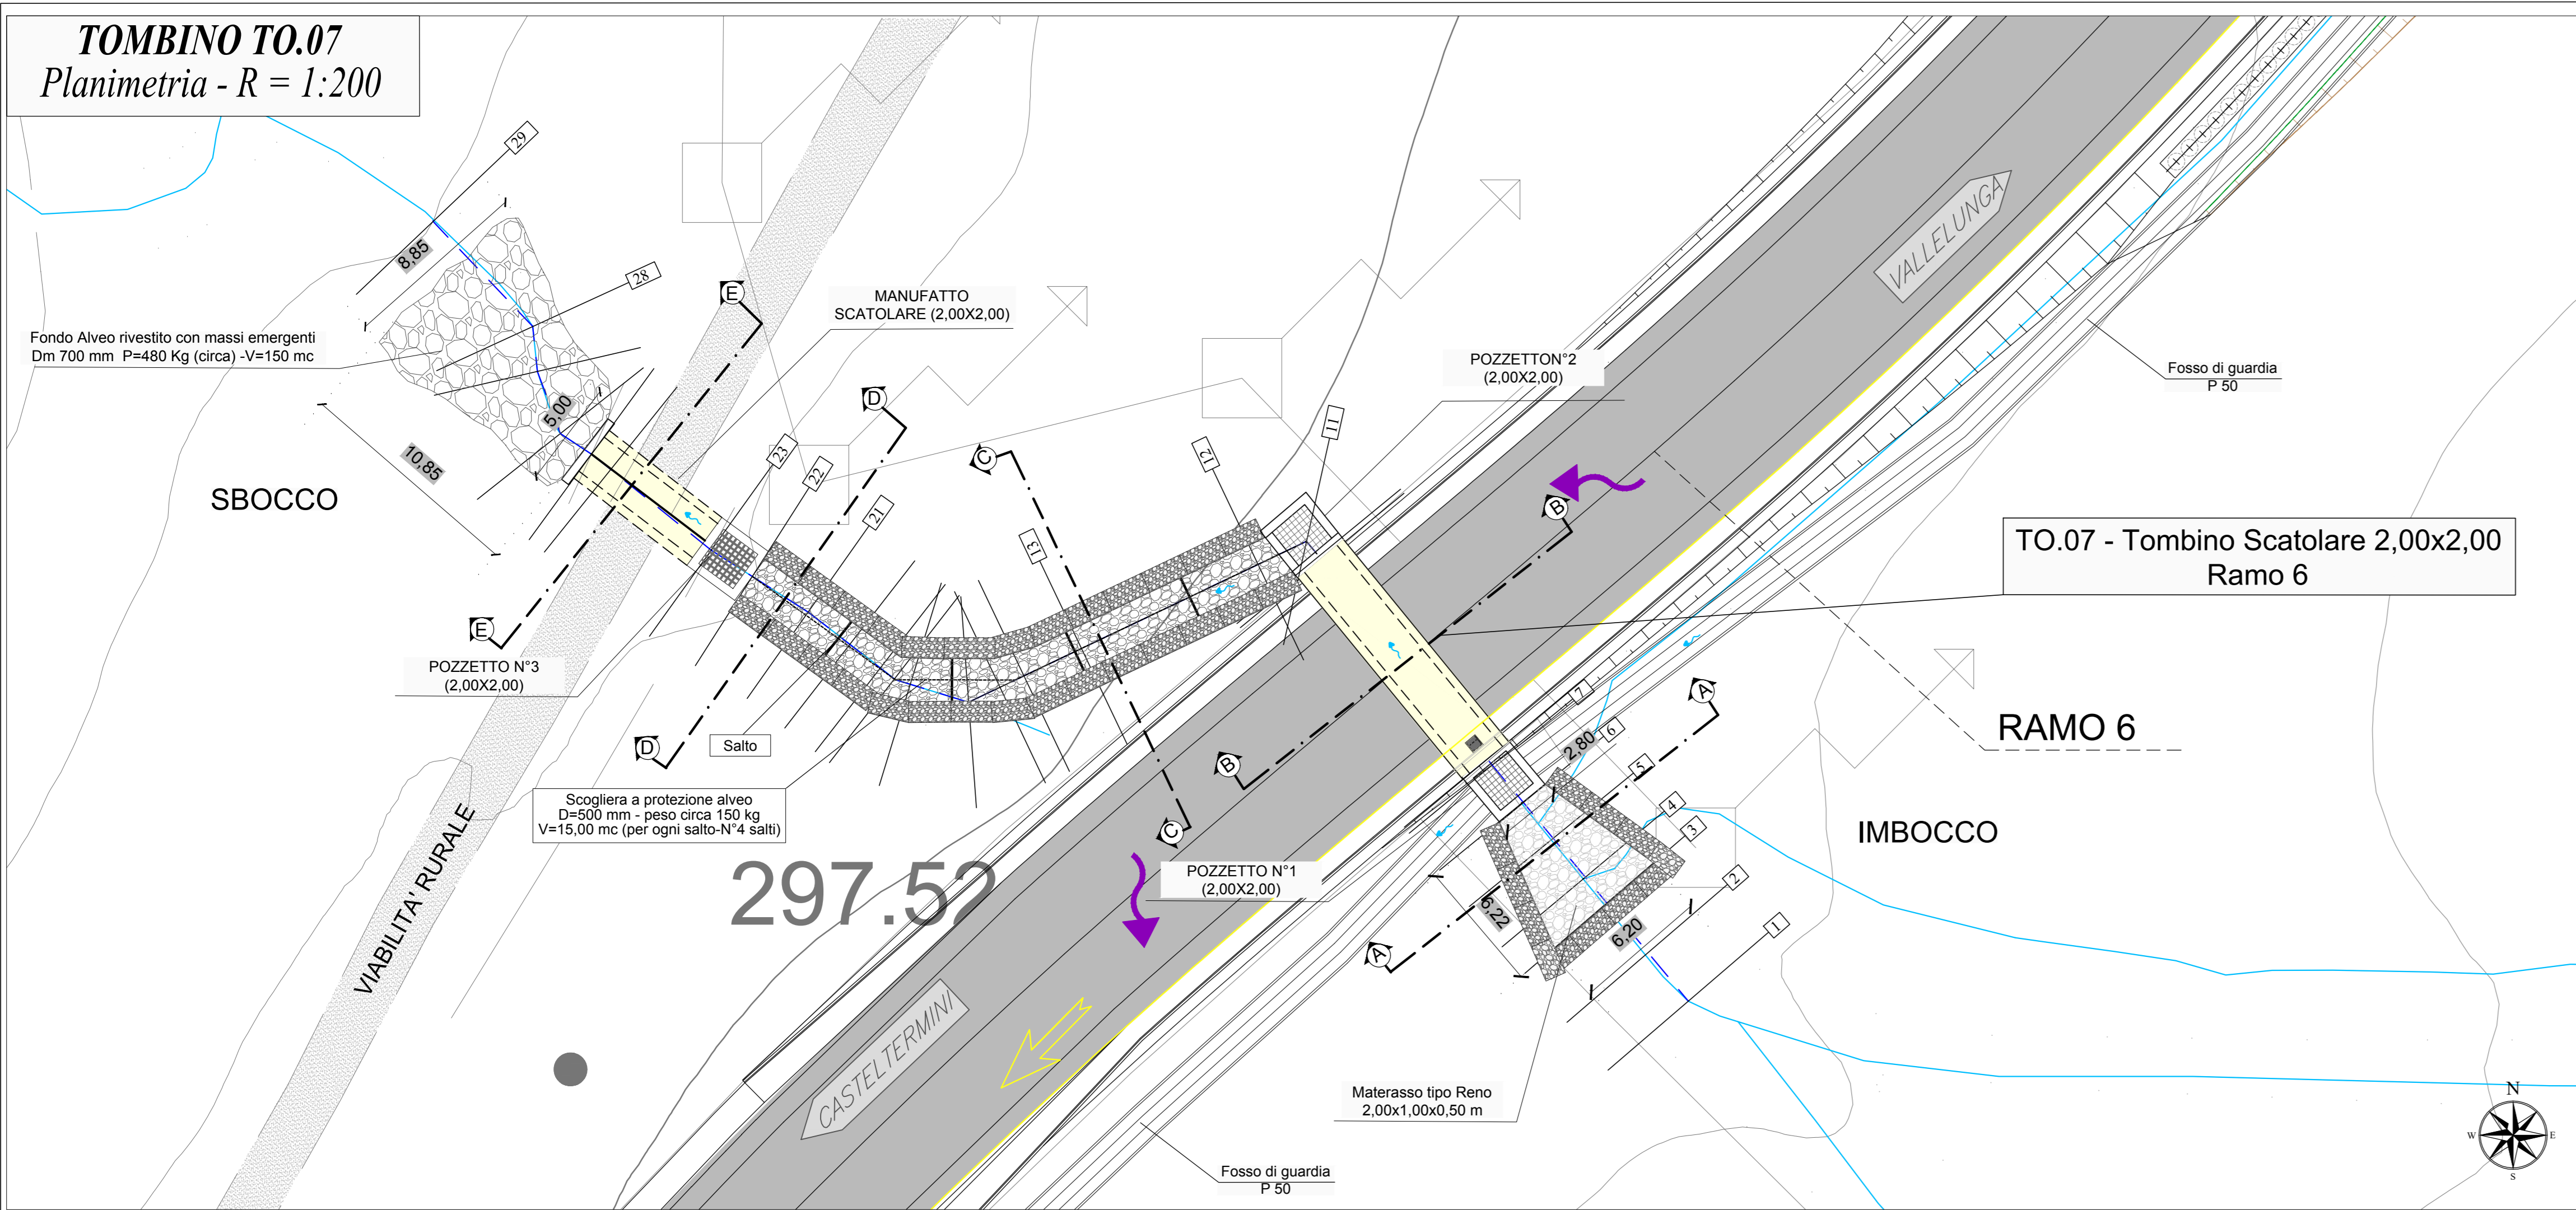 TOMBINO TO.07
Planimetria - R = 1:200
29
8,85
28
Fondo Alveo rivestito con massi emergenti
Dm 700 mm P=480 Kg (circa) -V=150 mc
5,00
10,85
SBOCCO
E
MANUFATTO
SCATOLARE (2,00X2,00)
D
23
22
21
C
13
12
11
POZZETTON°2
(2,00X2,00)
VALLELUNGA
Fosso di guardia
P 50
B
TO.07 - Tombino Scatolare 2,00x2,00
Ramo 6
RAMO 6
E
POZZETTO N°3
(2,00X2,00)
D
Salto
Scogliera a protezione alveo
D=500 mm - peso circa 150 kg
V=15,00 mc (per ogni salto-N°4 salti)
VIABILITA' RURALE
297.52
B
C
POZZETTO N°1
(2,00X2,00)
7
6
2,80
5
4
3
2
1
A
A
6,22
6,20
IMBOCCO
CASTELTERMINI
Materasso tipo Reno
2,00x1,00x0,50 m
Fosso di guardia
P 50
N
W
E
S